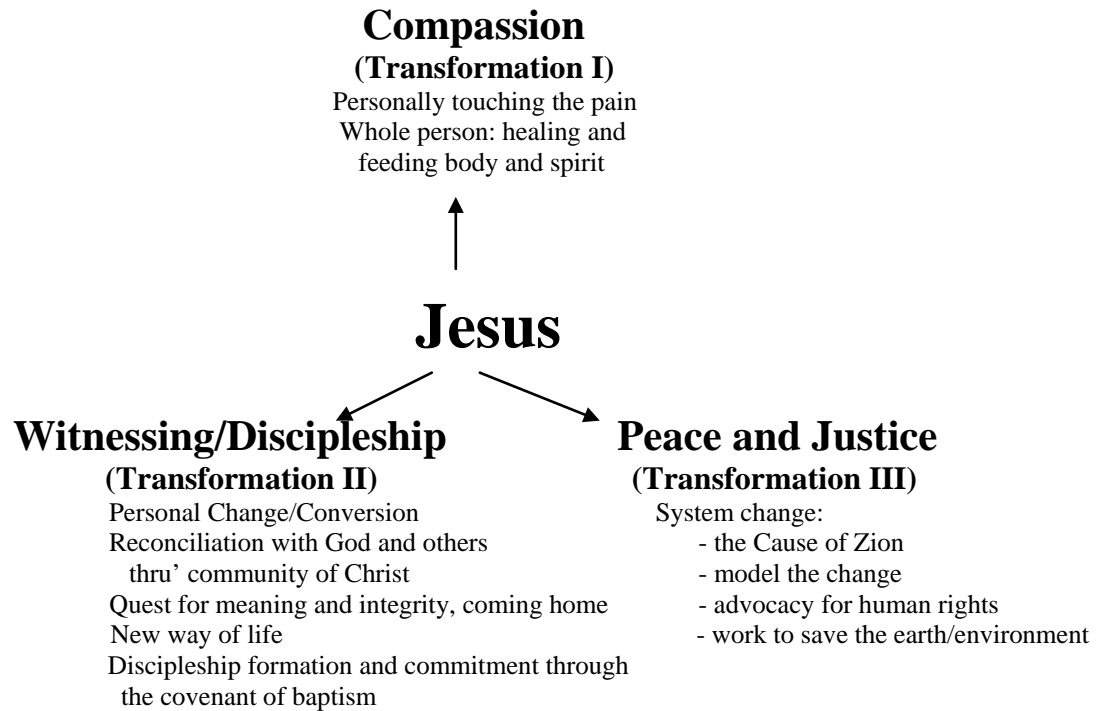 Compassion
(Transformation I)
Personally touching the pain
Whole person: healing and
feeding body and spirit
Jesus
Witnessing/Discipleship
(Transformation II)
Personal Change/Conversion
Reconciliation with God and others
thru’ community of Christ
Quest for meaning and integrity, coming home
New way of life
Discipleship formation and commitment through
the covenant of baptism
Peace and Justice
(Transformation III)
System change:
- the Cause of Zion
- model the change
- advocacy for human rights
- work to save the earth/environment